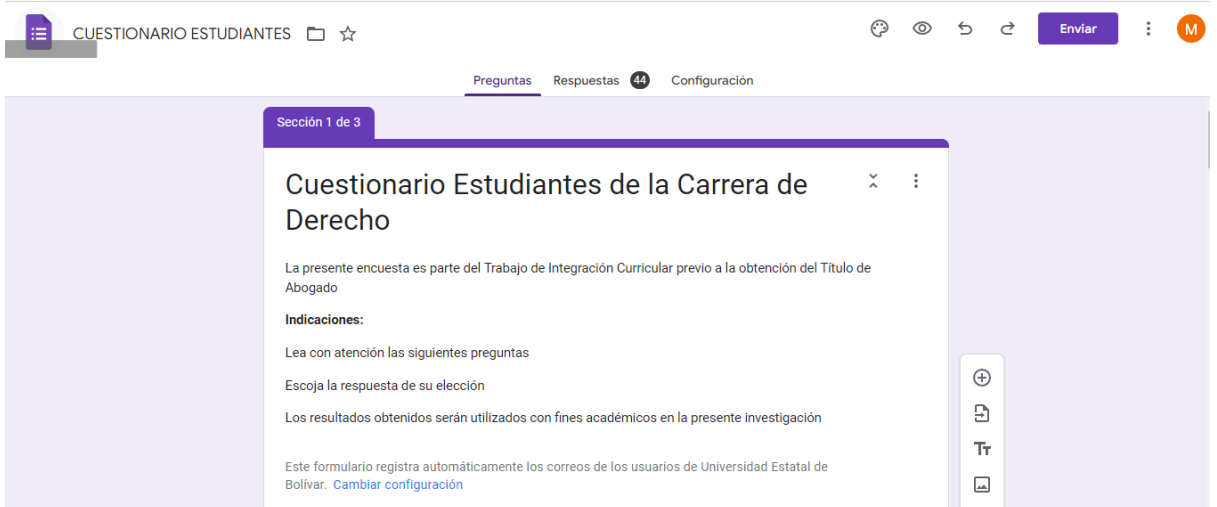 CUESTIONARIO ESTUDIANTES
Enviar
M
Preguntas Respuestas 44 Configuración
Sección 1 de 3
Cuestionario Estudiantes de la Carrera de
Derecho
La presente encuesta es parte del Trabajo de Integración Curricular previo a la obtención del Título de
Abogado
Indicaciones:
Lea con atención las siguientes preguntas
Escoja la respuesta de su elección
Los resultados obtenidos serán utilizados con fines académicos en la presente investigación
Este formulario registra automáticamente los correos de los usuarios de Universidad Estatal de
Bolívar. Cambiar configuración
Tт